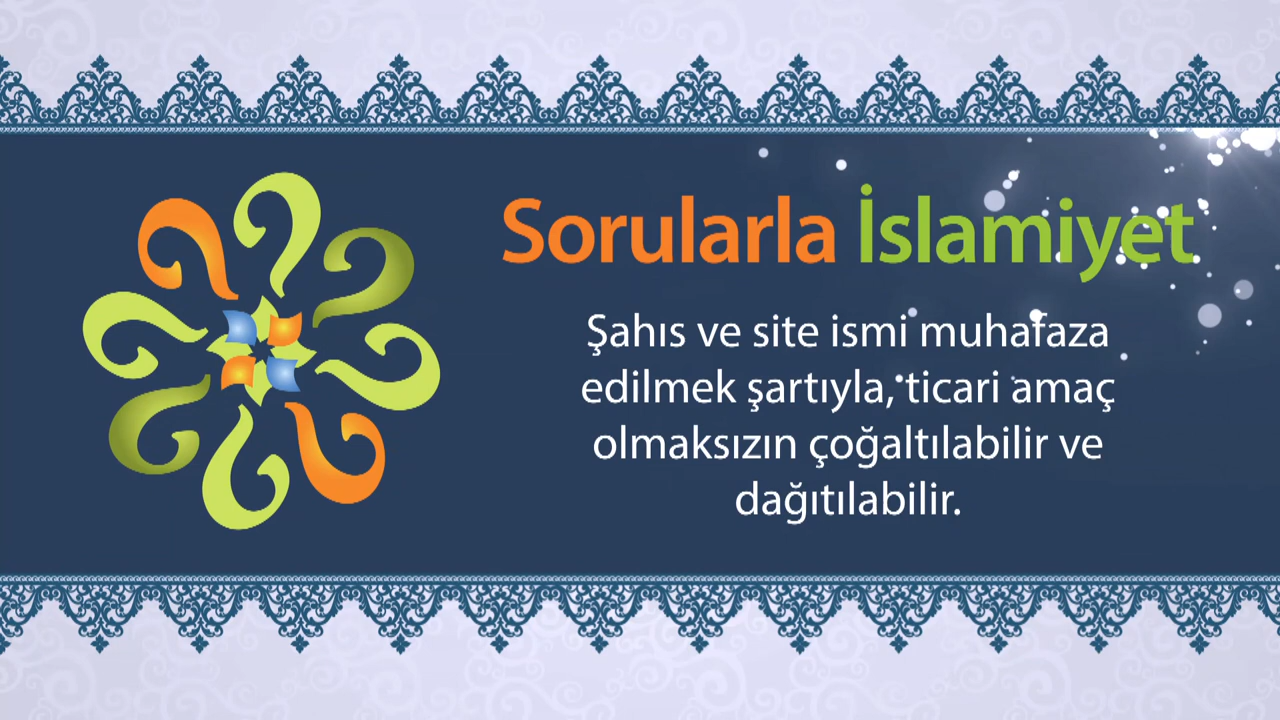 Sorularla İslamiyet
Şahıs ve site ismi muhafaza
edilmek şartıyla, ticari amaç
olmaksızın çoğaltılabilir ve
dağıtılabilir.